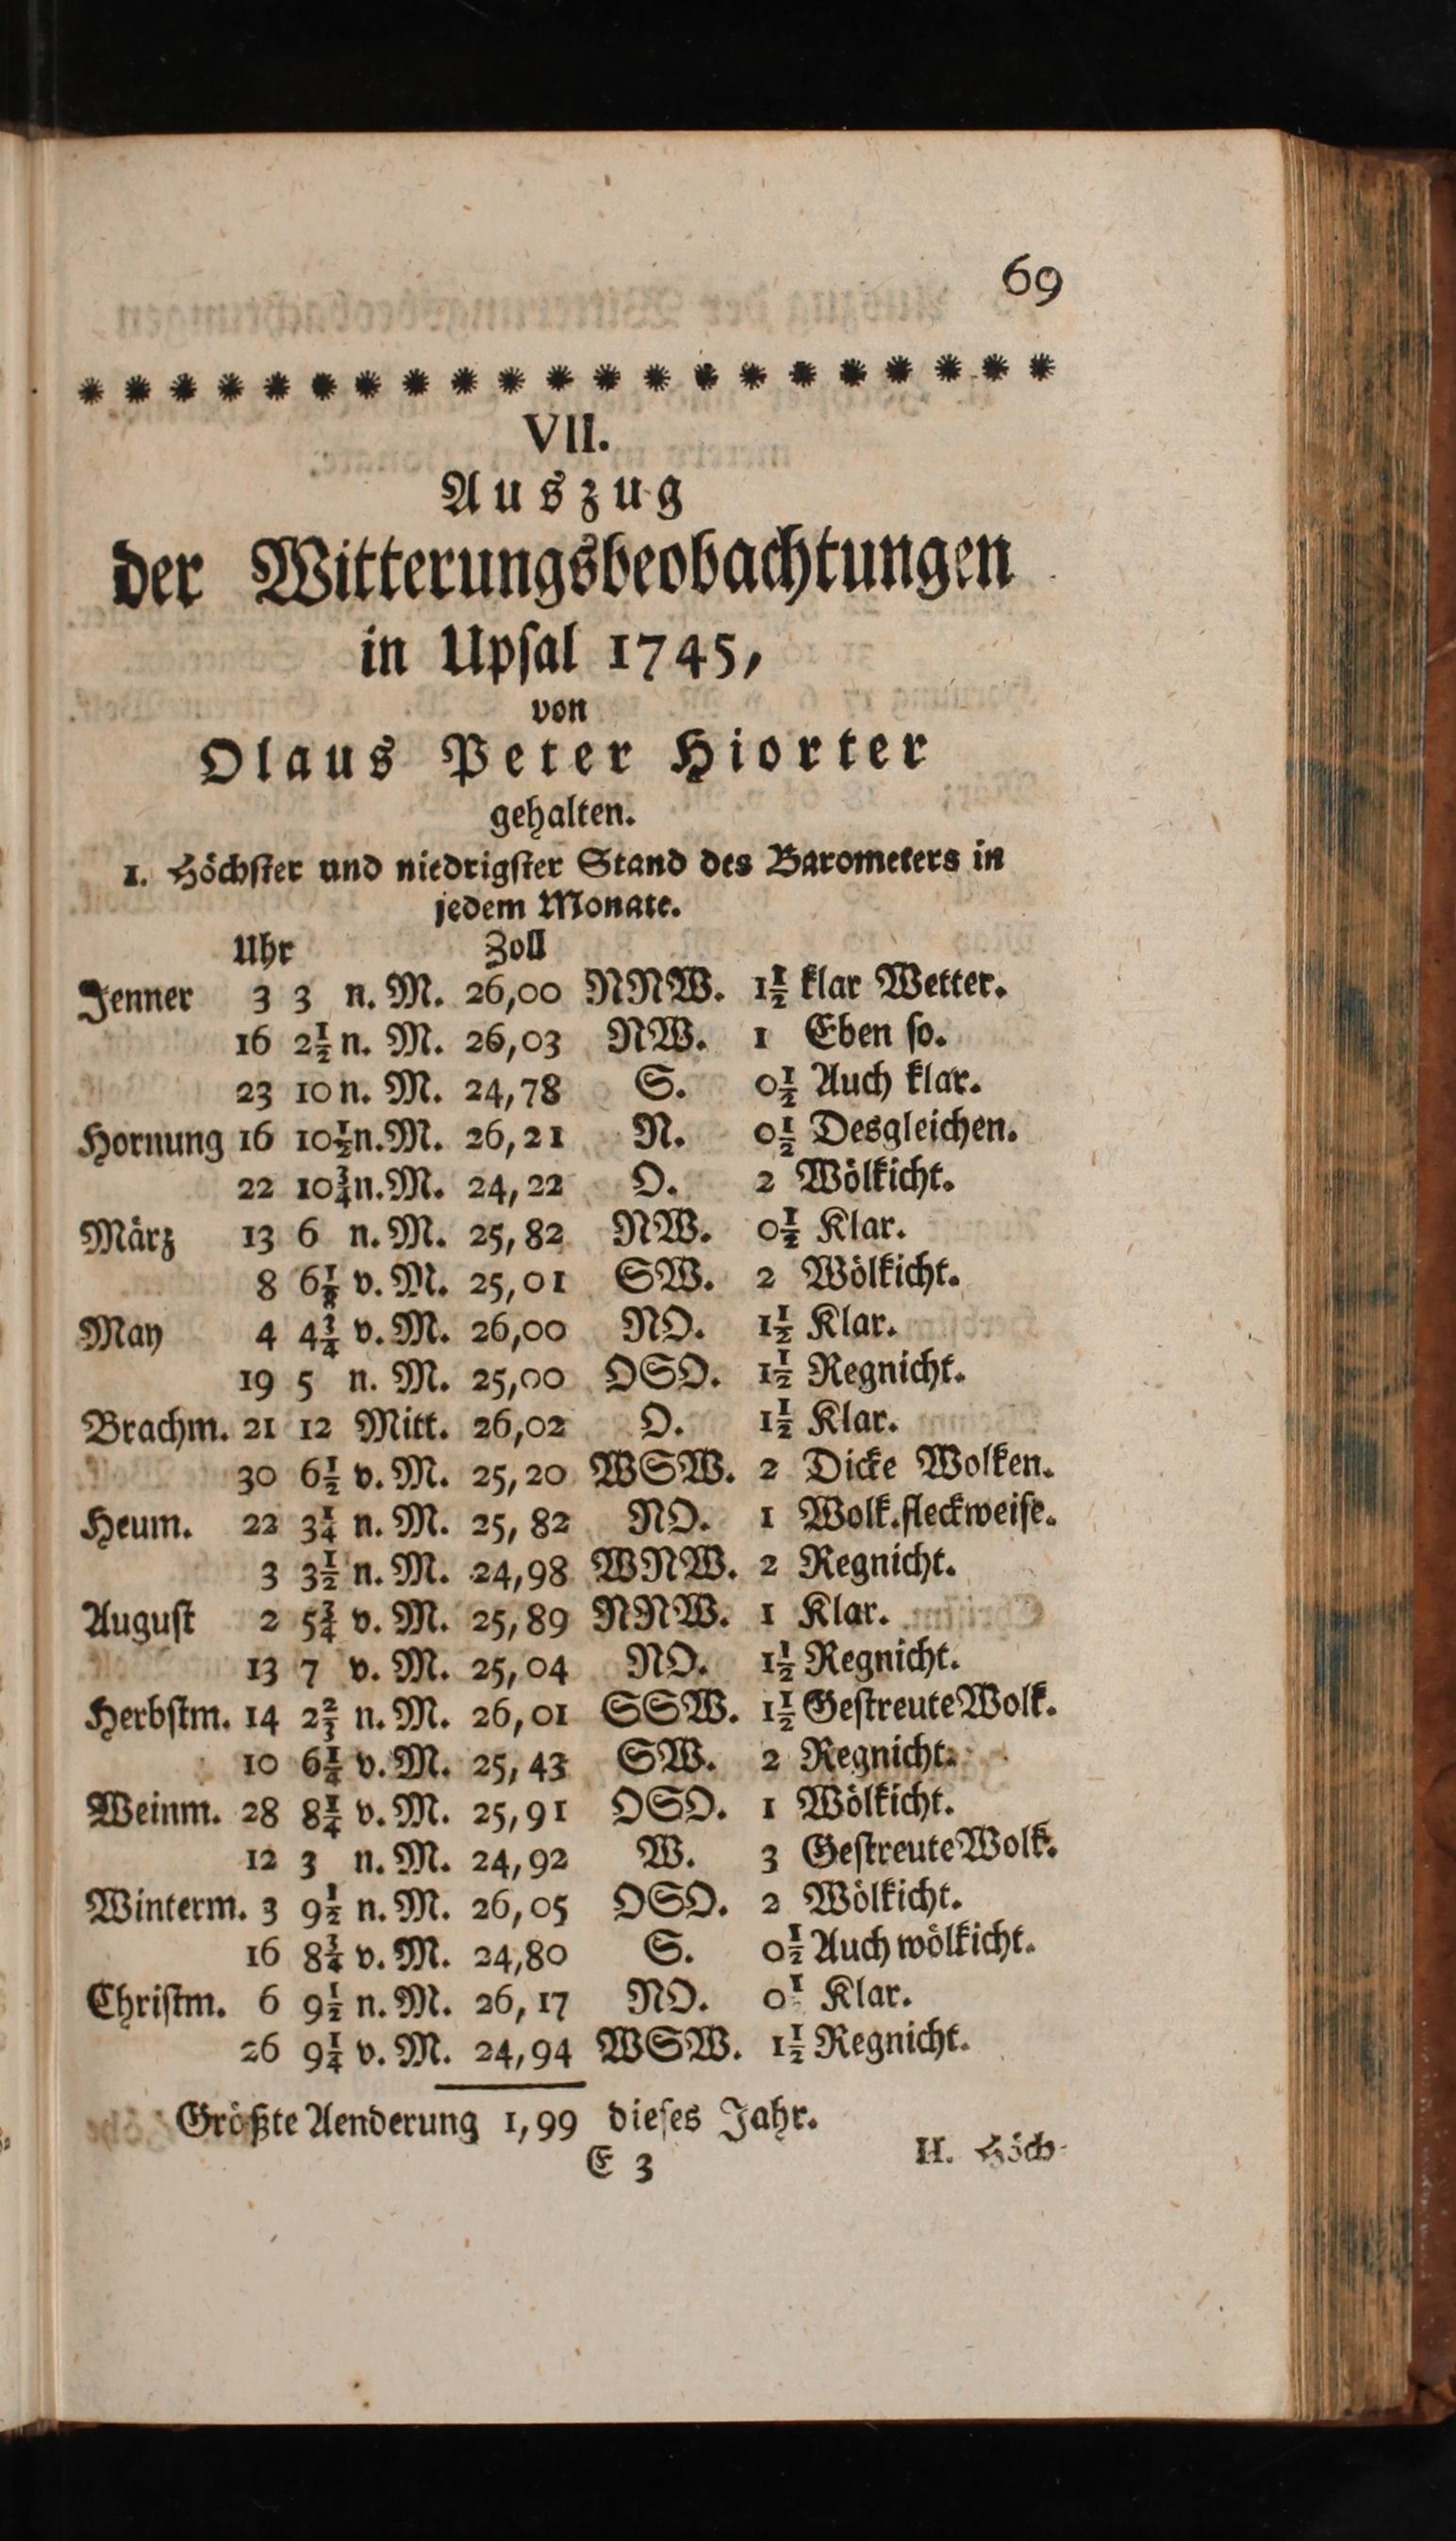 69
* * * * * * * * * * * * * * * * * * * * *
VII.
Auszug
der Witterungsbeobachtungen
in Upſal 1745,
von
Olaus Peter Hiorter
gehalten.
1. Höchſter und niedrigſter Stand des Barometers in
jedem Monate.
Uhr Zoll
Jenner 3 3 n. M. 26,00 NNW. 1½ klar Wetter.
16 2½ n. M. 26,03 NW. 1 Eben ſo.
23 10 n. M. 24,78 S. 0½ Auch klar.
Hornung 16 10½ n. M. 26,21 N. 0½ Desgleichen.
22 10¾ n. M. 24,22 O. 2 Wölkicht.
März 13 6 n. M. 25,82 NW. 0½ Klar.
8 6⅛ v. M. 25,01 SW. 2 Wölkicht.
May 4 4¾ v. M. 26,00 NO. 1½ Klar.
19 5 n. M. 25,00 OSO. 1½ Regnicht.
Brachm. 21 12 Mitt. 26,02 O. 1½ Klar.
30 6½ v. M. 25,20 WSW. 2 Dicke Wolken.
Heum. 22 3¼ n. M. 25,82 NO. 1 Wolk. fleckweiſe.
3 3½ n. M. 24,98 WNW. 2 Regnicht.
Auguſt 2 5¾ v. M. 25,89 NNW. 1 Klar.
13 7 v. M. 25,04 NO. 1½ Regnicht.
Herbſtm. 14 2⅔ n. M. 26,01 SSW. 1½ Geſtreute Wolk.
10 6¼ v. M. 25,43 SW. 2 Regnicht.
Weinm. 28 8¼ v. M. 25,91 OSO. 1 Wölkicht.
12 3 n. M. 24,92 W. 3 Geſtreute Wolk.
Winterm. 3 9½ n. M. 26,05 OSO. 2 Wölkicht.
16 8¾ v. M. 24,80 S. 0½ Auch wölkicht.
Chriſtm. 6 9½ n. M. 26,17 NO. 0½ Klar.
26 9¼ v. M. 24,94 WSW. 1½ Regnicht.
Größte Aenderung 1,99 dieſes Jahr.
E 3 II. Höch-